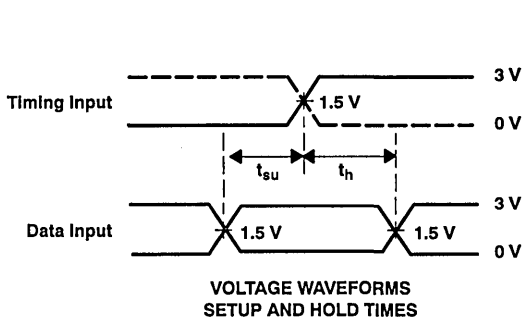 3 V
Timing Input
1.5 V
0 V
tsu
th
3 V
Data Input
1.5 V
1.5 V
0 V
VOLTAGE WAVEFORMS
SETUP AND HOLD TIMES